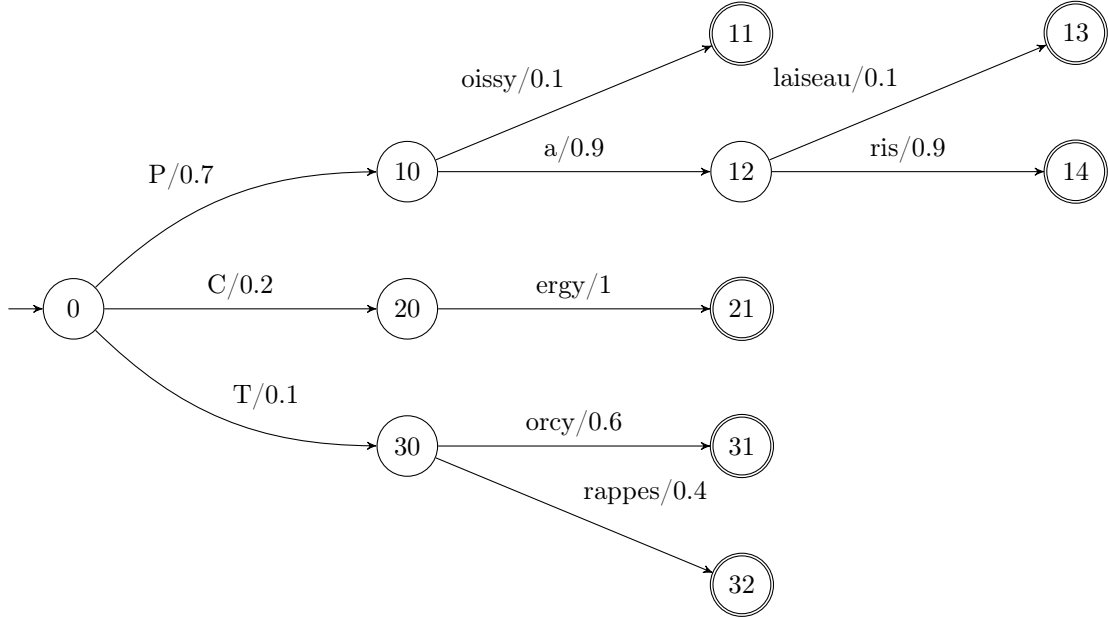 11
13
oissy/0.1
laiseau/0.1
P/0.7
10
a/0.9
12
ris/0.9
14
0
C/0.2
20
ergy/1
21
T/0.1
30
orcy/0.6
31
rappes/0.4
32